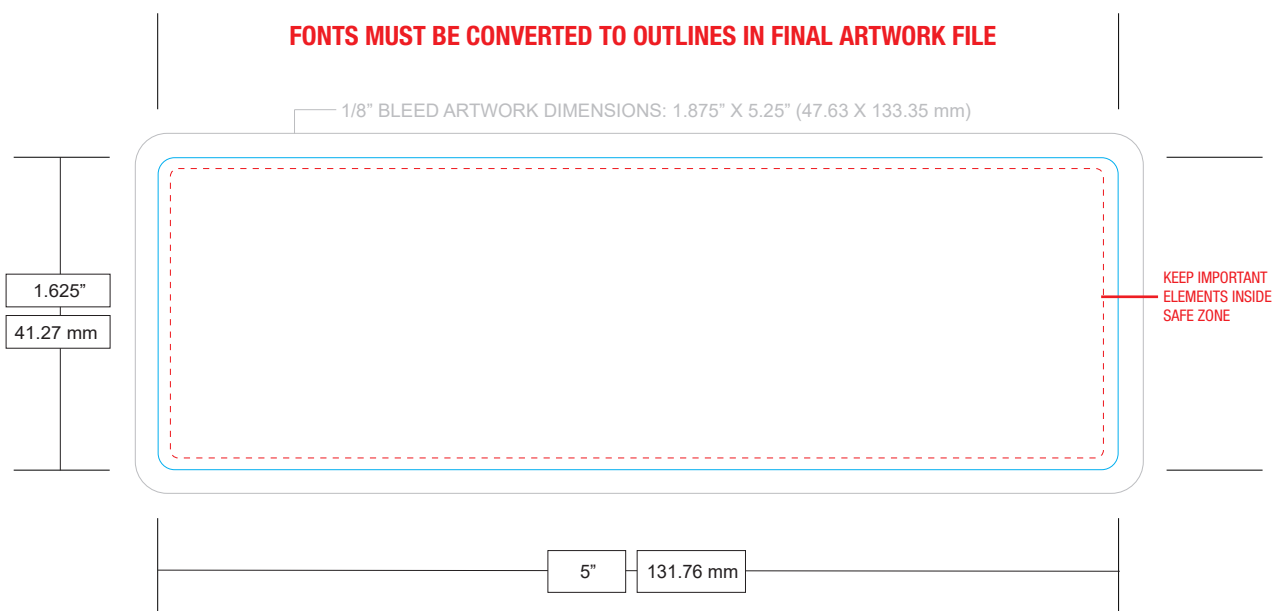 FONTS MUST BE CONVERTED TO OUTLINES IN FINAL ARTWORK FILE
1/8” BLEED ARTWORK DIMENSIONS: 1.875” X 5.25” (47.63 X 133.35 mm)
1.625”
41.27 mm
KEEP IMPORTANT
ELEMENTS INSIDE
SAFE ZONE
5”
131.76 mm